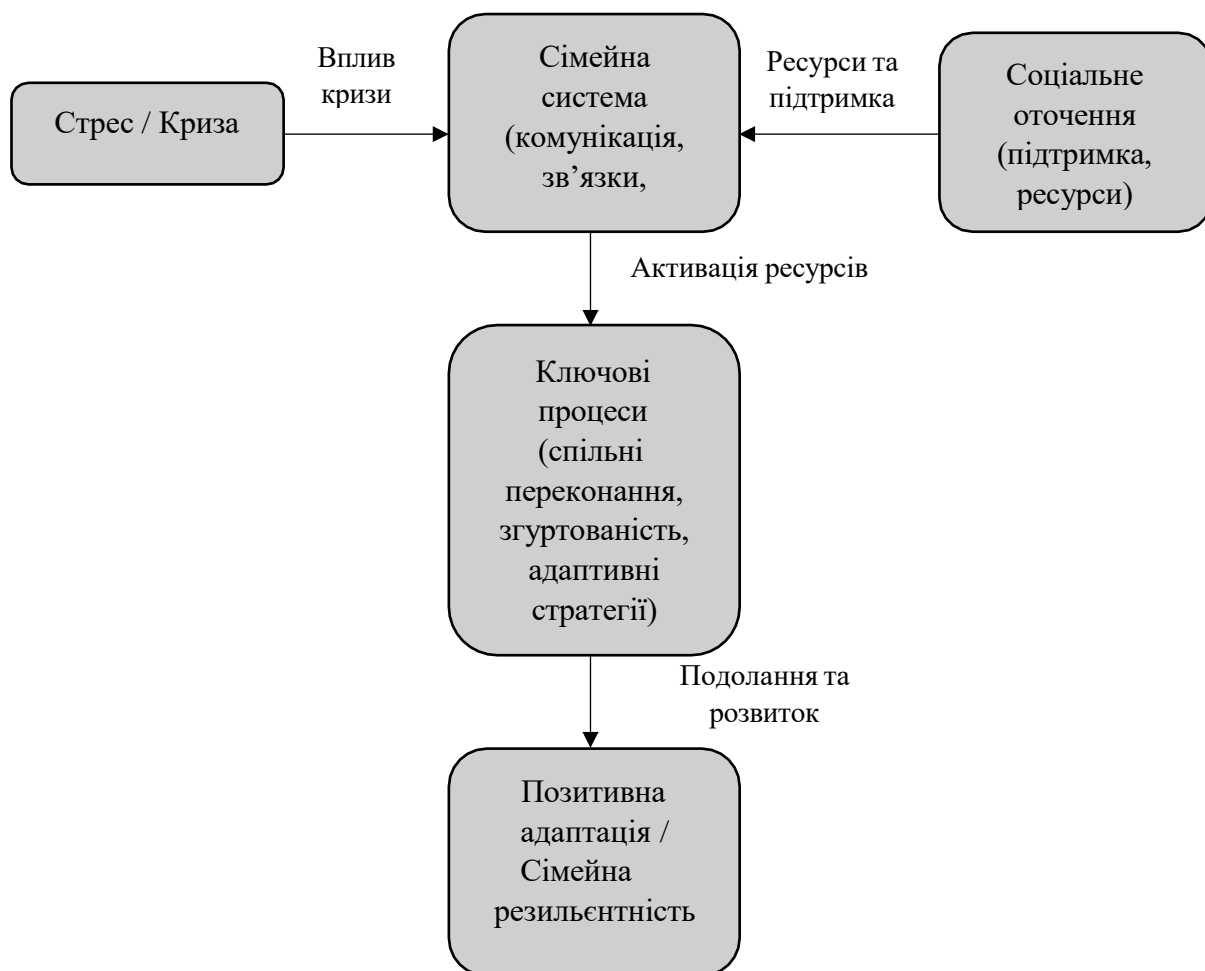 Стрес / Криза
Вплив
кризи
Сімейна
система
(комунікація,
зв’язки,
Ресурси та
підтримка
Соціальне
оточення
(підтримка,
ресурси)
Активація ресурсів
Ключові
процеси
(спільні
переконання,
згуртованість,
адаптивні
стратегії)
Подолання та
розвиток
Позитивна
адаптація /
Сімейна
резильєнтність